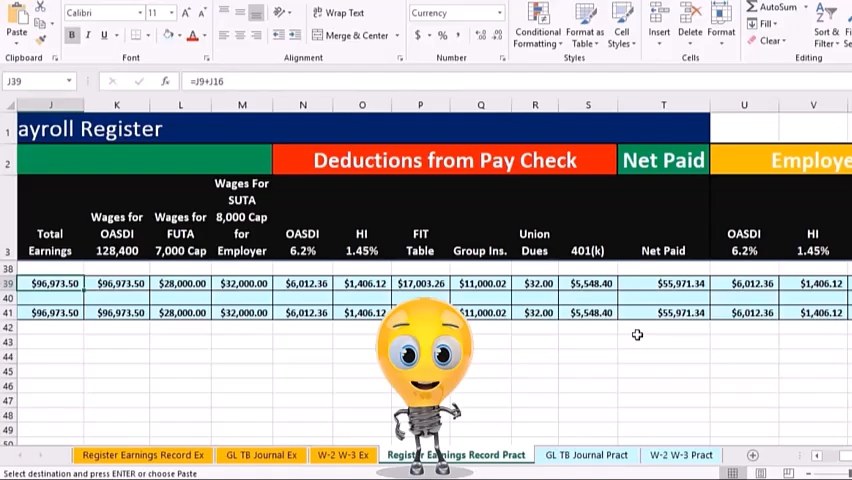 Calibri 11 A A Wrap Text Currency AutoSum
Paste B I U A Merge & Center $ % Conditional Formatting Format as Table Cell Styles Insert Delete Format Fill Clear Sort & Filter Find Select
Clipboard Font Alignment Number Styles Cells Editing
J39 fx =J9+J16
J K L M N O P Q R S T U V
1 ayroll Register
2 Deductions from Pay Check Net Paid Employe
3 Total Earnings Wages for OASDI 128,400 Wages for FUTA 7,000 Cap Wages For SUTA 8,000 Cap for Employer OASDI 6.2% HI 1.45% FIT Table Group Ins. Union Dues 401(k) Net Paid OASDI 6.2% HI 1.45%
38
39 $96,973.50 $96,973.50 $28,000.00 $32,000.00 $6,012.36 $1,406.12 $17,003.26 $11,000.02 $32.00 $5,548.40 $55,971.34 $6,012.36 $1,406.12
40
41 $96,973.50 $96,973.50 $28,000.00 $32,000.00 $6,012.36 $1,406.12 $11,000.02 $32.00 $5,548.40 $55,971.34 $6,012.36 $1,406.12
42
43
44
45
46
47
48
49
50
Register Earnings Record Ex GL TB Journal Ex W-2 W-3 Ex Register Earnings Record Pract GL TB Journal Pract W-2 W-3 Pract
Select destination and press ENTER or choose Paste